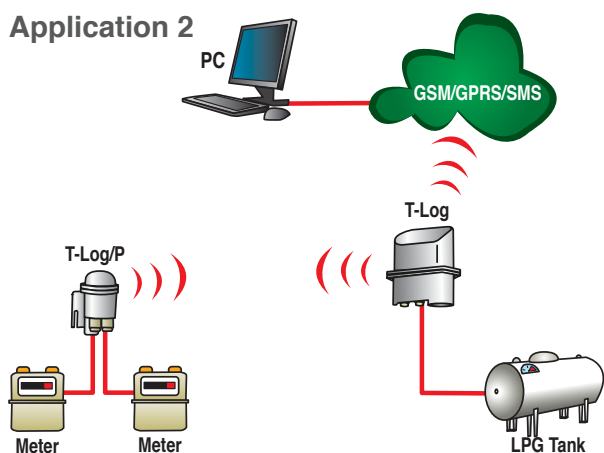 Application 2
PC
GSM/GPRS/SMS
T-Log
T-Log/P
Meter
Meter
LPG Tank